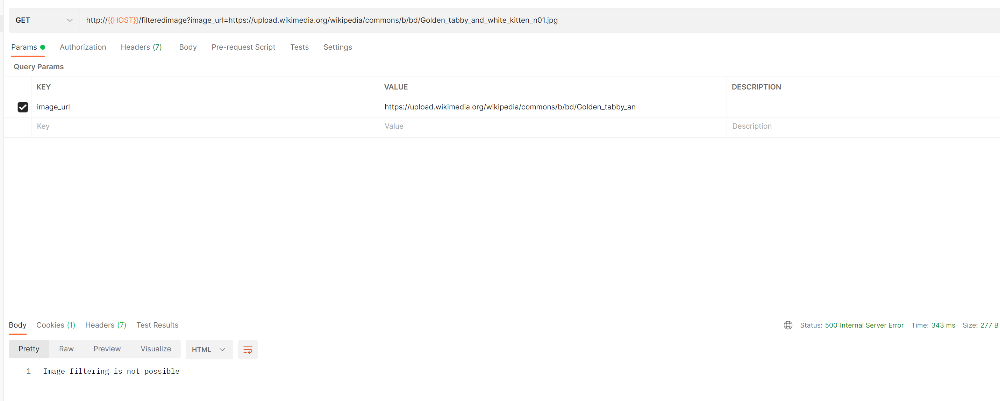 GET http://{{HOST}}/filteredimage?image_url=https://upload.wikimedia.org/wikipedia/commons/b/bd/Golden_tabby_and_white_kitten_n01.jpg
Params Authorization Headers (7) Body Pre-request Script Tests Settings
Query Params
KEY VALUE DESCRIPTION
image_url https://upload.wikimedia.org/wikipedia/commons/b/bd/Golden_tabby_an
Key Value Description
Body Cookies (1) Headers (7) Test Results Status: 500 Internal Server Error Time: 343 ms Size: 277 B
Pretty Raw Preview Visualize HTML
1 Image filtering is not possible